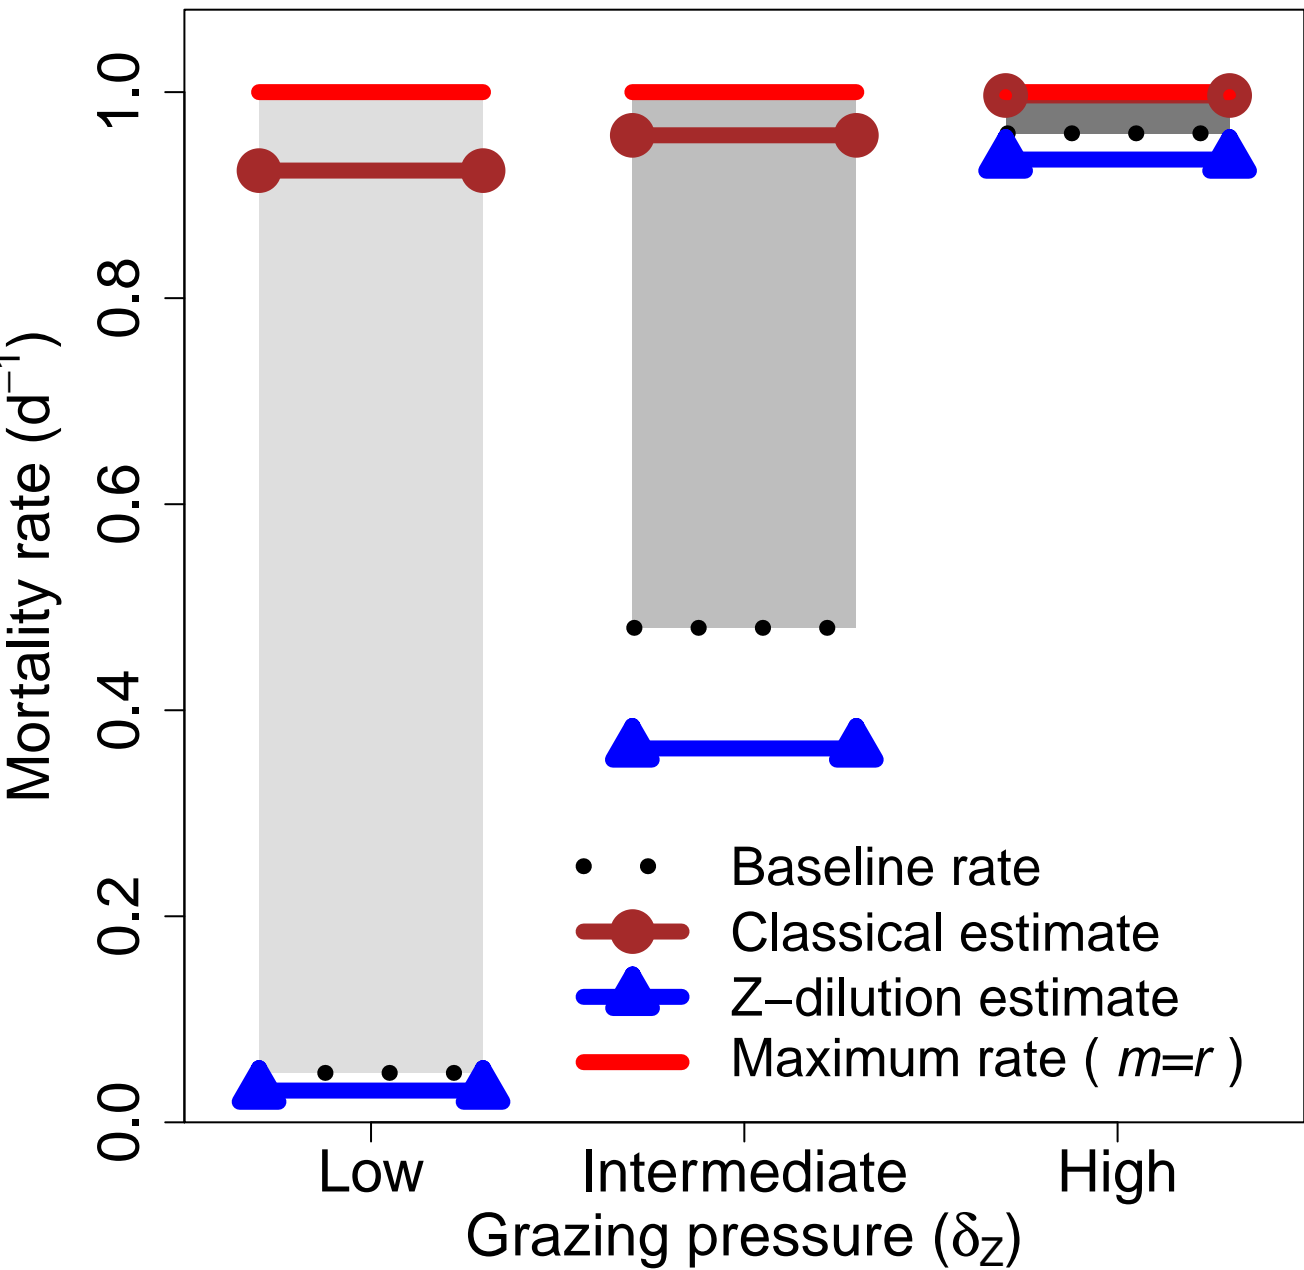 Mortality rate (d⁻¹)
1.0
0.8
0.6
0.4
0.2
0.0
Baseline rate
Classical estimate
Z−dilution estimate
Maximum rate ( m=r )
Low Intermediate High
Grazing pressure (δZ)